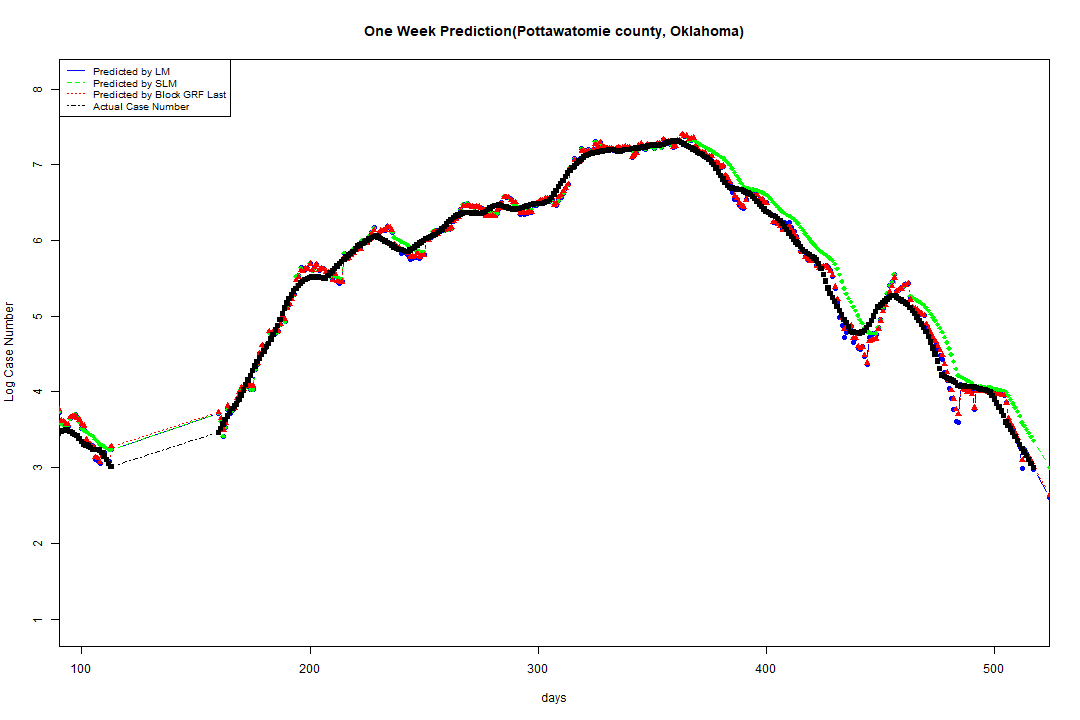 One Week Prediction(Pottawatomie county, Oklahoma)
Predicted by LM
Predicted by SLM
Predicted by Block GRF Last
Actual Case Number
8
7
6
5
4
3
2
1
Log Case Number
100 200 300 400 500
days